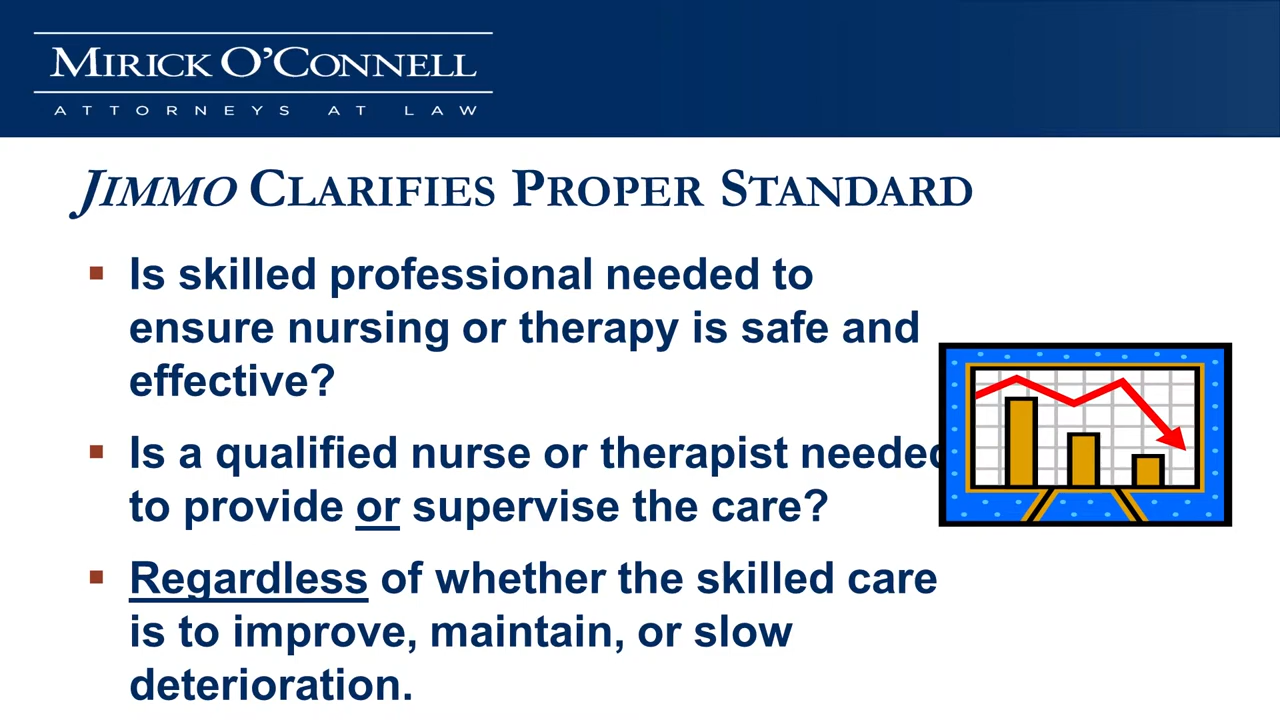 MIRICK O'CONNELL
ATTORNEYS AT LAW
JIMMO CLARIFIES PROPER STANDARD
▪ Is skilled professional needed to
ensure nursing or therapy is safe and
effective?
▪ Is a qualified nurse or therapist needed
to provide or supervise the care?
▪ Regardless of whether the skilled care
is to improve, maintain, or slow
deterioration.